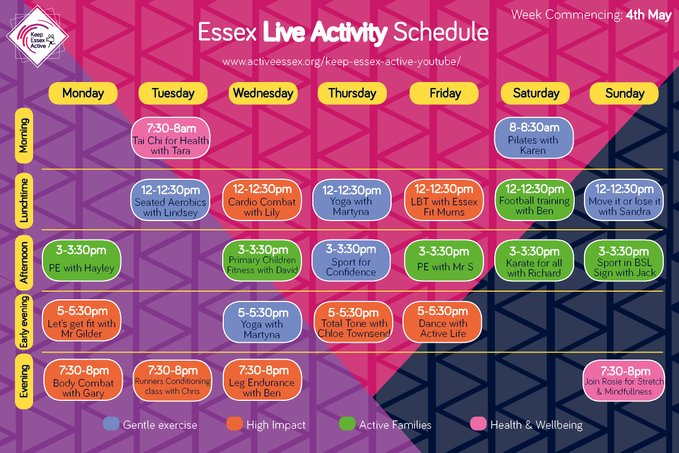 Keep
Essex
Active
Essex Live Activity Schedule
Week Commencing: 4th May
www.activeessex.org/keep-essex-active-youtube/
Monday
Tuesday
Wednesday
Thursday
Friday
Saturday
Sunday
Morning
7:30-8am
Tai Chi for Health
with Tara
8-8:30am
Pilates with
Karen
Lunchtime
12-12:30pm
Seated Aerobics
with Lindsey
12-12:30pm
Cardio Combat
with Lily
12-12:30pm
Yoga with
Martyna
12-12:30pm
LBT with Essex
Fit Mums
12-12:30pm
Football training
with Ben
12-12:30pm
Move it or lose it
with Sandra
Afternoon
3-3:30pm
PE with Hayley
3-3:30pm
Primary Children
Fitness with David
3-3:30pm
Sport for
Confidence
3-3:30pm
PE with Mr S
3-3:30pm
Karate for all
with Richard
3-3:30pm
Sport in BSL
Sign with Jack
Early evening
5-5:30pm
Let's get fit with
Mr Gilder
5-5:30pm
Yoga with
Martyna
5-5:30pm
Total Tone with
Chloe Townsend
5-5:30pm
Dance with
Active Life
Evening
7:30-8pm
Body Combat
with Gary
7:30-8pm
Runners Conditioning
class with Chris
7:30-8pm
Leg Endurance
with Ben
7:30-8pm
Join Rosie for Stretch
& Mindfullness
Gentle exercise
High Impact
Active Families
Health & Wellbeing